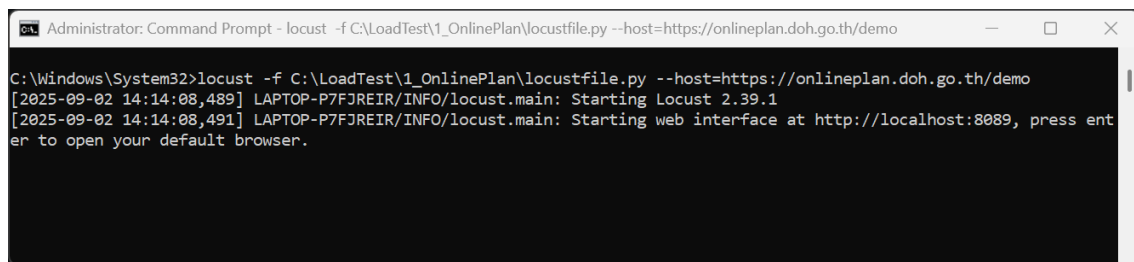 Administrator: Command Prompt - locust -f C:\LoadTest\1_OnlinePlan\locustfile.py --host=https://onlineplan.doh.go.th/demo
C:\Windows\System32>locust -f C:\LoadTest\1_OnlinePlan\locustfile.py --host=https://onlineplan.doh.go.th/demo
[2025-09-02 14:14:08,489] LAPTOP-P7FJREIR/INFO/locust.main: Starting Locust 2.39.1
[2025-09-02 14:14:08,491] LAPTOP-P7FJREIR/INFO/locust.main: Starting web interface at http://localhost:8089, press ent
er to open your default browser.